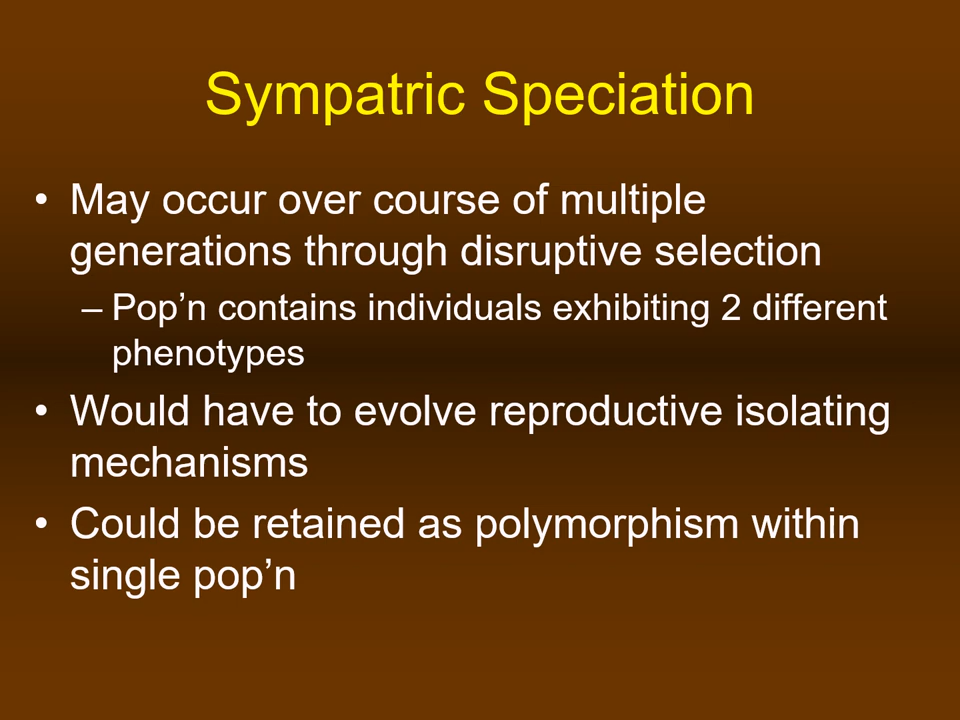 Sympatric Speciation
• May occur over course of multiple
generations through disruptive selection
– Pop’n contains individuals exhibiting 2 different
phenotypes
• Would have to evolve reproductive isolating
mechanisms
• Could be retained as polymorphism within
single pop’n